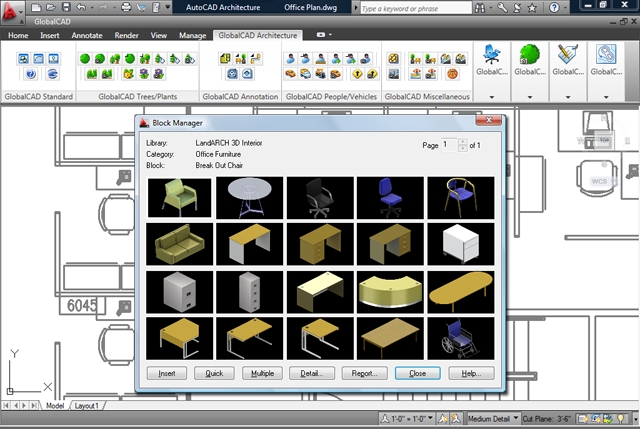 AutoCAD Architecture Office Plan.dwg
Type a keyword or phrase
GlobalCAD
Home Insert Annotate Render View Manage GlobalCAD Architecture
GlobalC... GlobalC... GlobalC... GlobalC...
GlobalCAD Standard GlobalCAD Trees/Plants GlobalCAD Annotation GlobalCAD People/Vehicles GlobalCAD Miscellaneous
Block Manager
Library: LandARCH 3D Interior
Page 1 of 1
Category: Office Furniture
Block: Break Out Chair
TOP
WCS
6045
Y
X
Insert Quick Multiple Detail... Report... Close Help...
Model Layout1
1'-0" = 1'-0" Medium Detail Cut Plane: 3'-6"